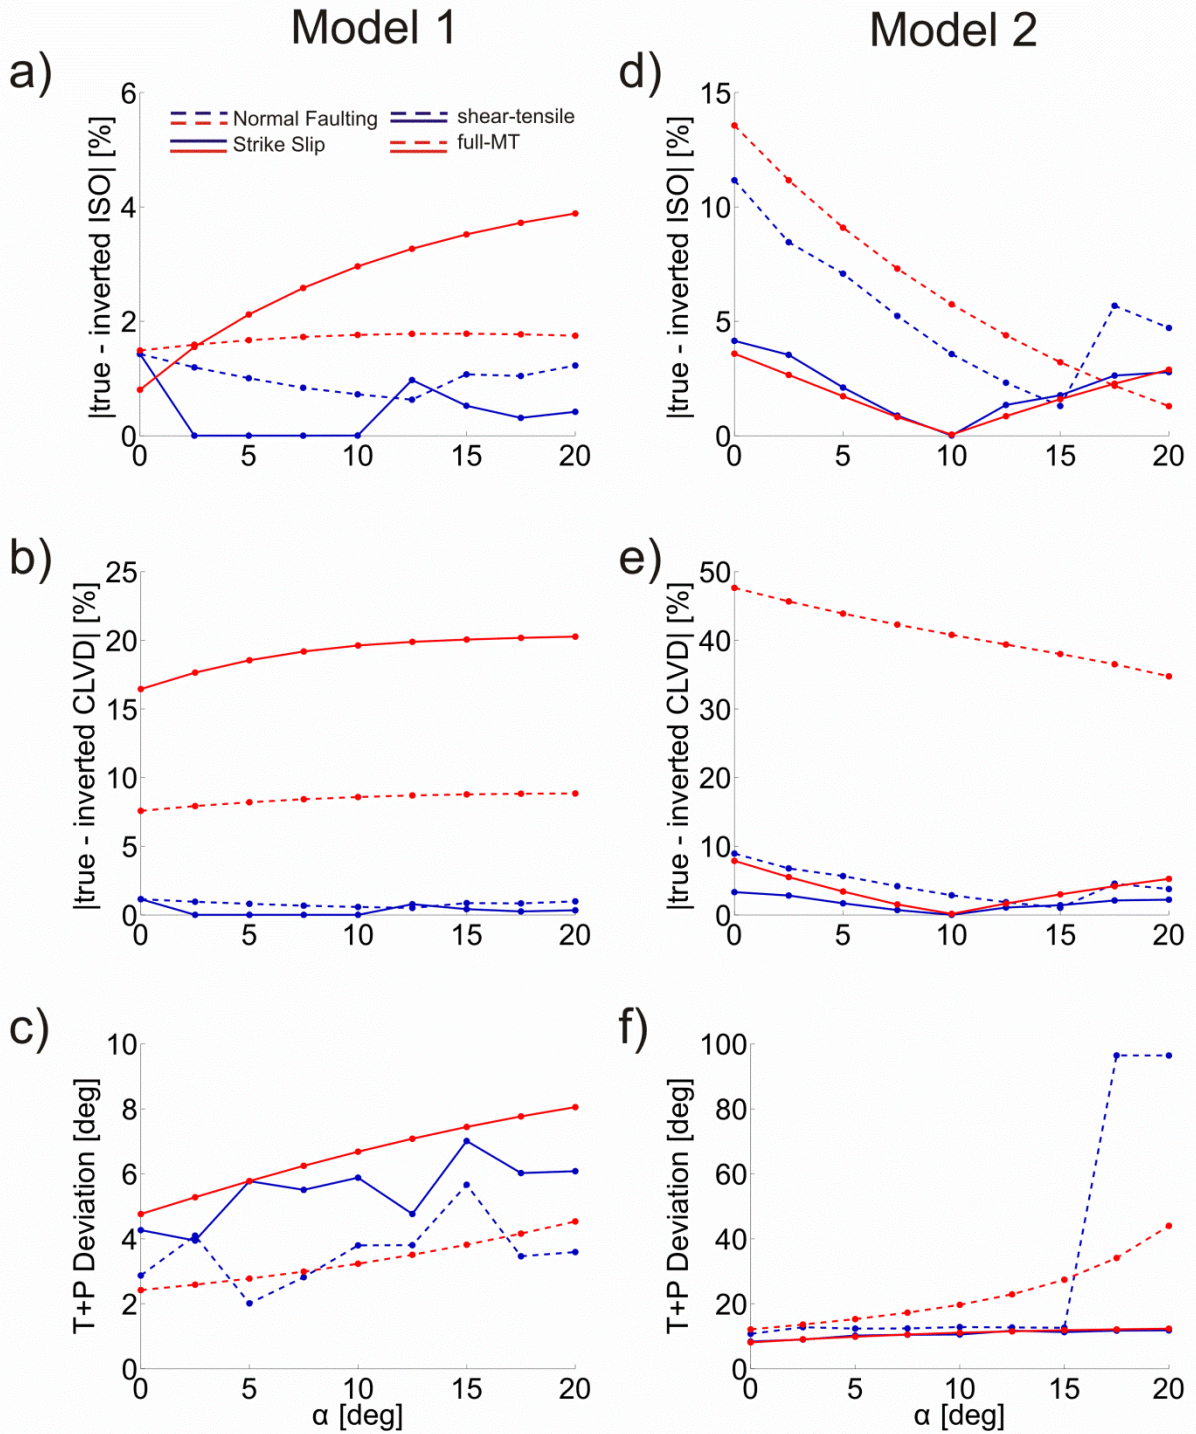 Model 1
Model 2
a)
|true - inverted ISO| [%]
6
4
2
0
0 5 10 15 20
Normal Faulting
Strike Slip
shear-tensile
full-MT
d)
|true - inverted ISO| [%]
15
10
5
0
0 5 10 15 20
b)
|true - inverted CLVD| [%]
25
20
15
10
5
0
0 5 10 15 20
e)
|true - inverted CLVD| [%]
50
40
30
20
10
0
0 5 10 15 20
c)
T+P Deviation [deg]
10
8
6
4
2
0
0 5 10 15 20
α [deg]
f)
T+P Deviation [deg]
100
80
60
40
20
0
0 5 10 15 20
α [deg]